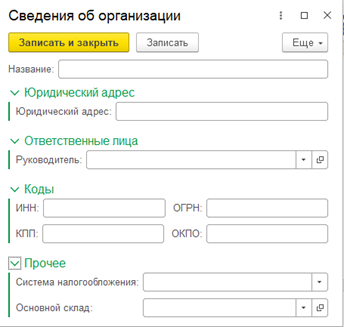 Сведения об организации
Записать и закрыть Записать Еще
Название:
Юридический адрес
Юридический адрес:
Ответственные лица
Руководитель:
Коды
ИНН: ОГРН:
КПП: ОКПО:
Прочее
Система налогообложения:
Основной склад: